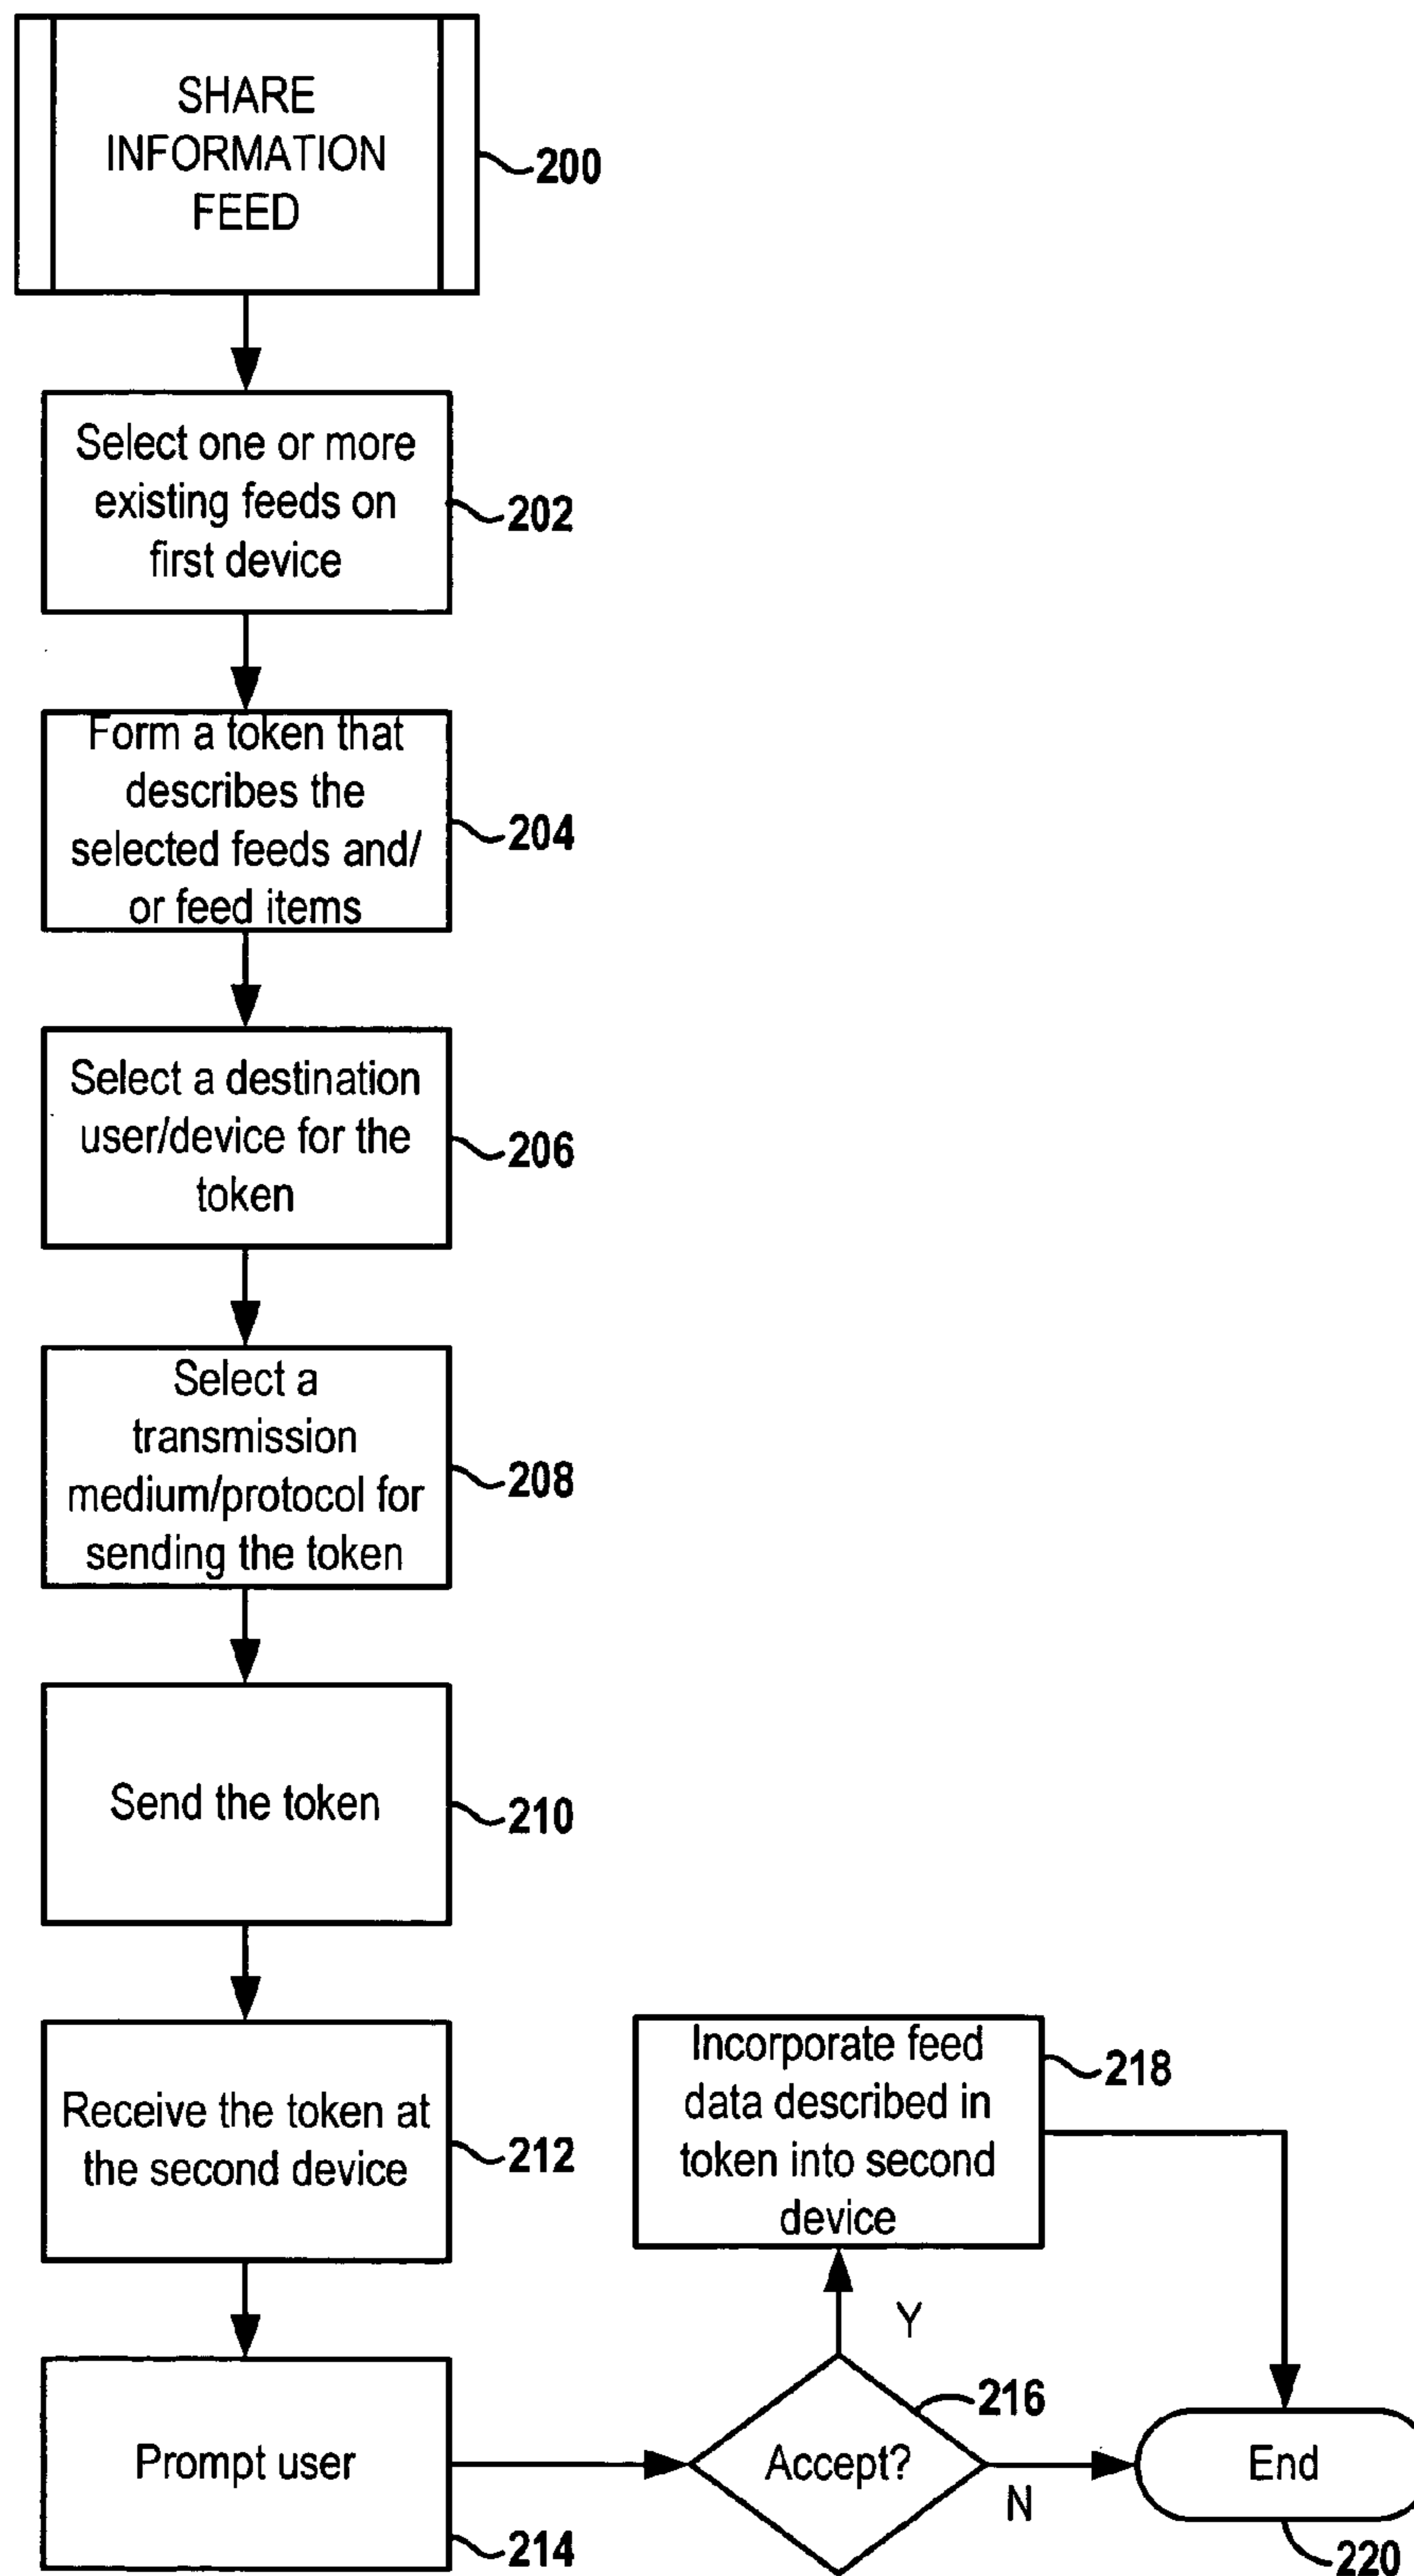 SHARE
INFORMATION
FEED
200
Select one or more
existing feeds on
first device
202
Form a token that
describes the
selected feeds and/
or feed items
204
Select a destination
user/device for the
token
206
Select a
transmission
medium/protocol for
sending the token
208
Send the token
210
Receive the token at
the second device
212
Incorporate feed
data described in
token into second
device
218
Y
Prompt user
214
Accept?
216
N
End
220